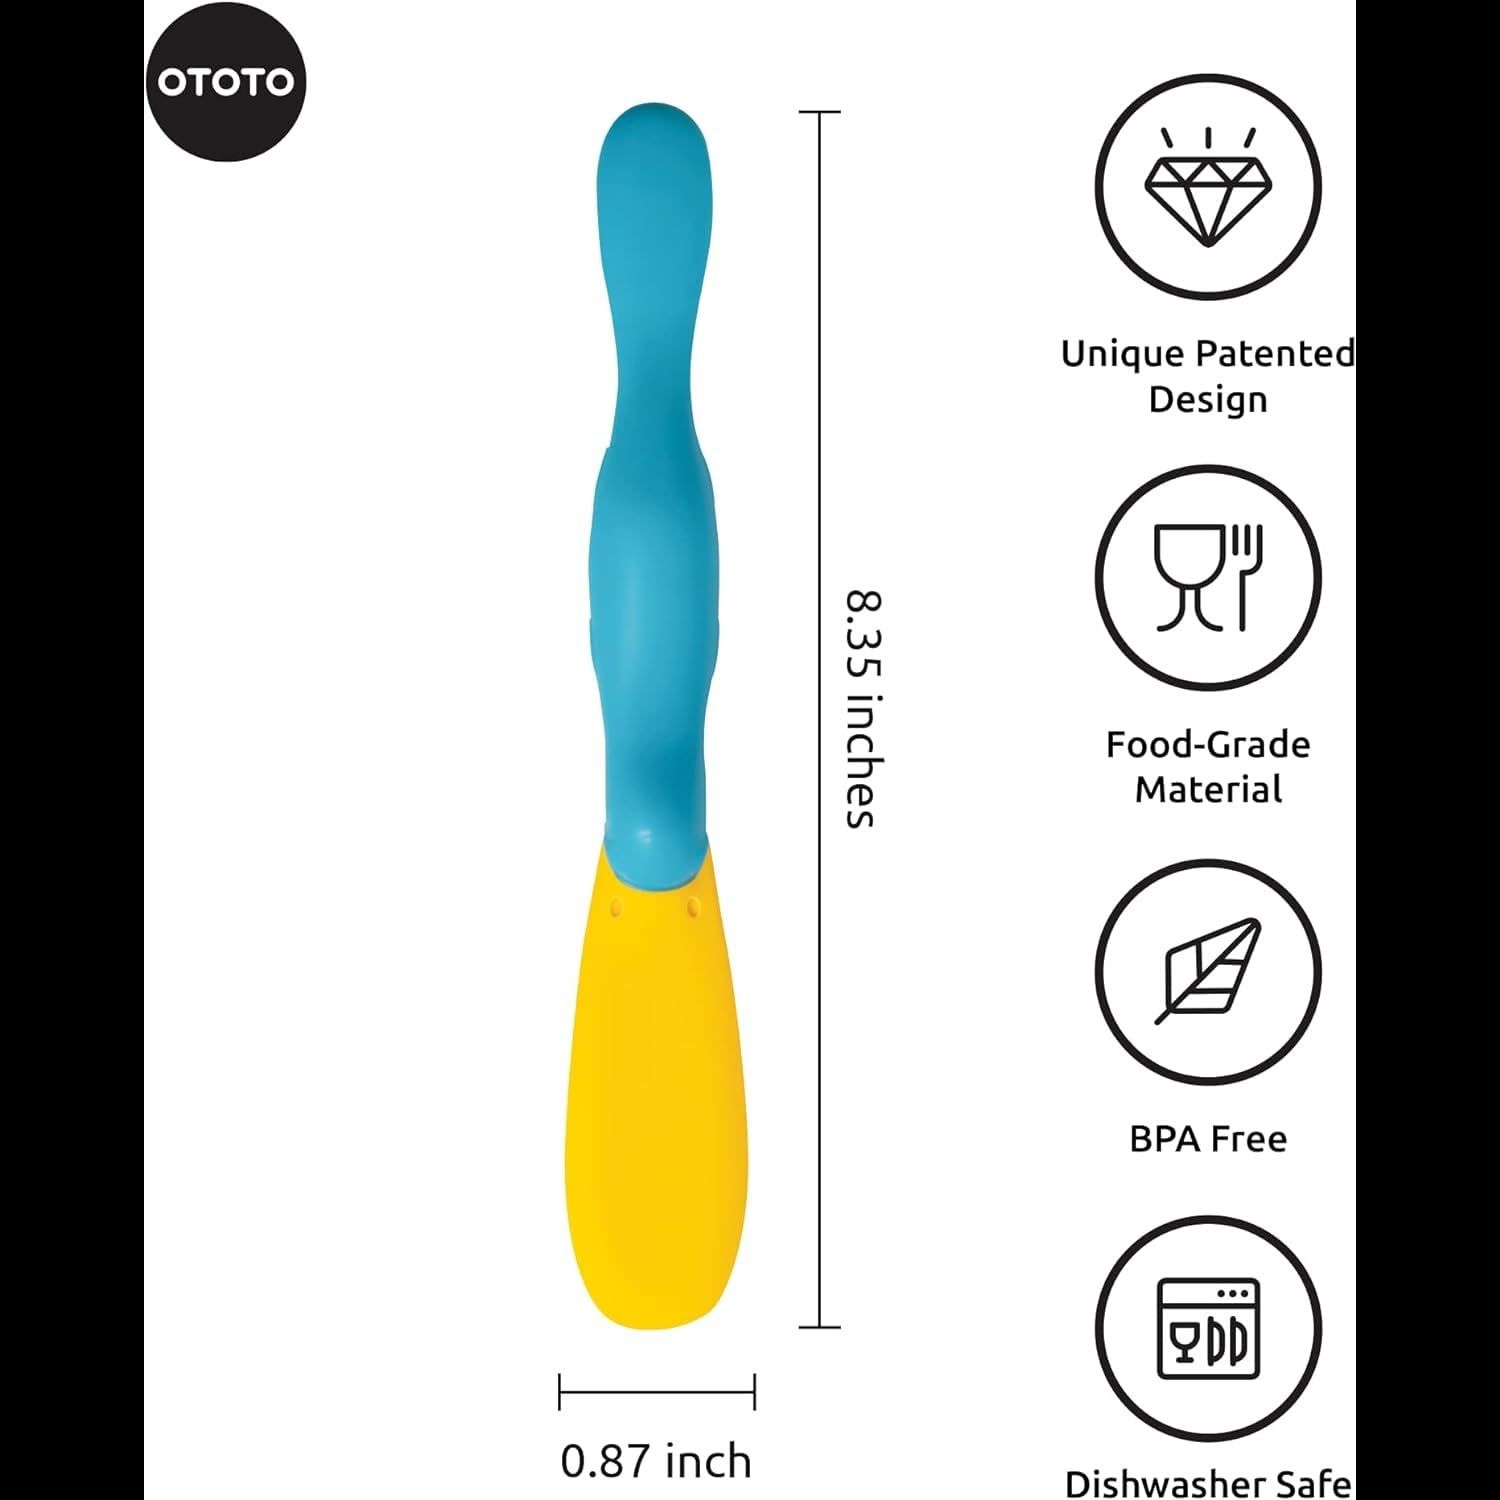 OTOTO
Unique Patented
Design
8.35 inches
Food-Grade
Material
BPA Free
0.87 inch
Dishwasher Safe